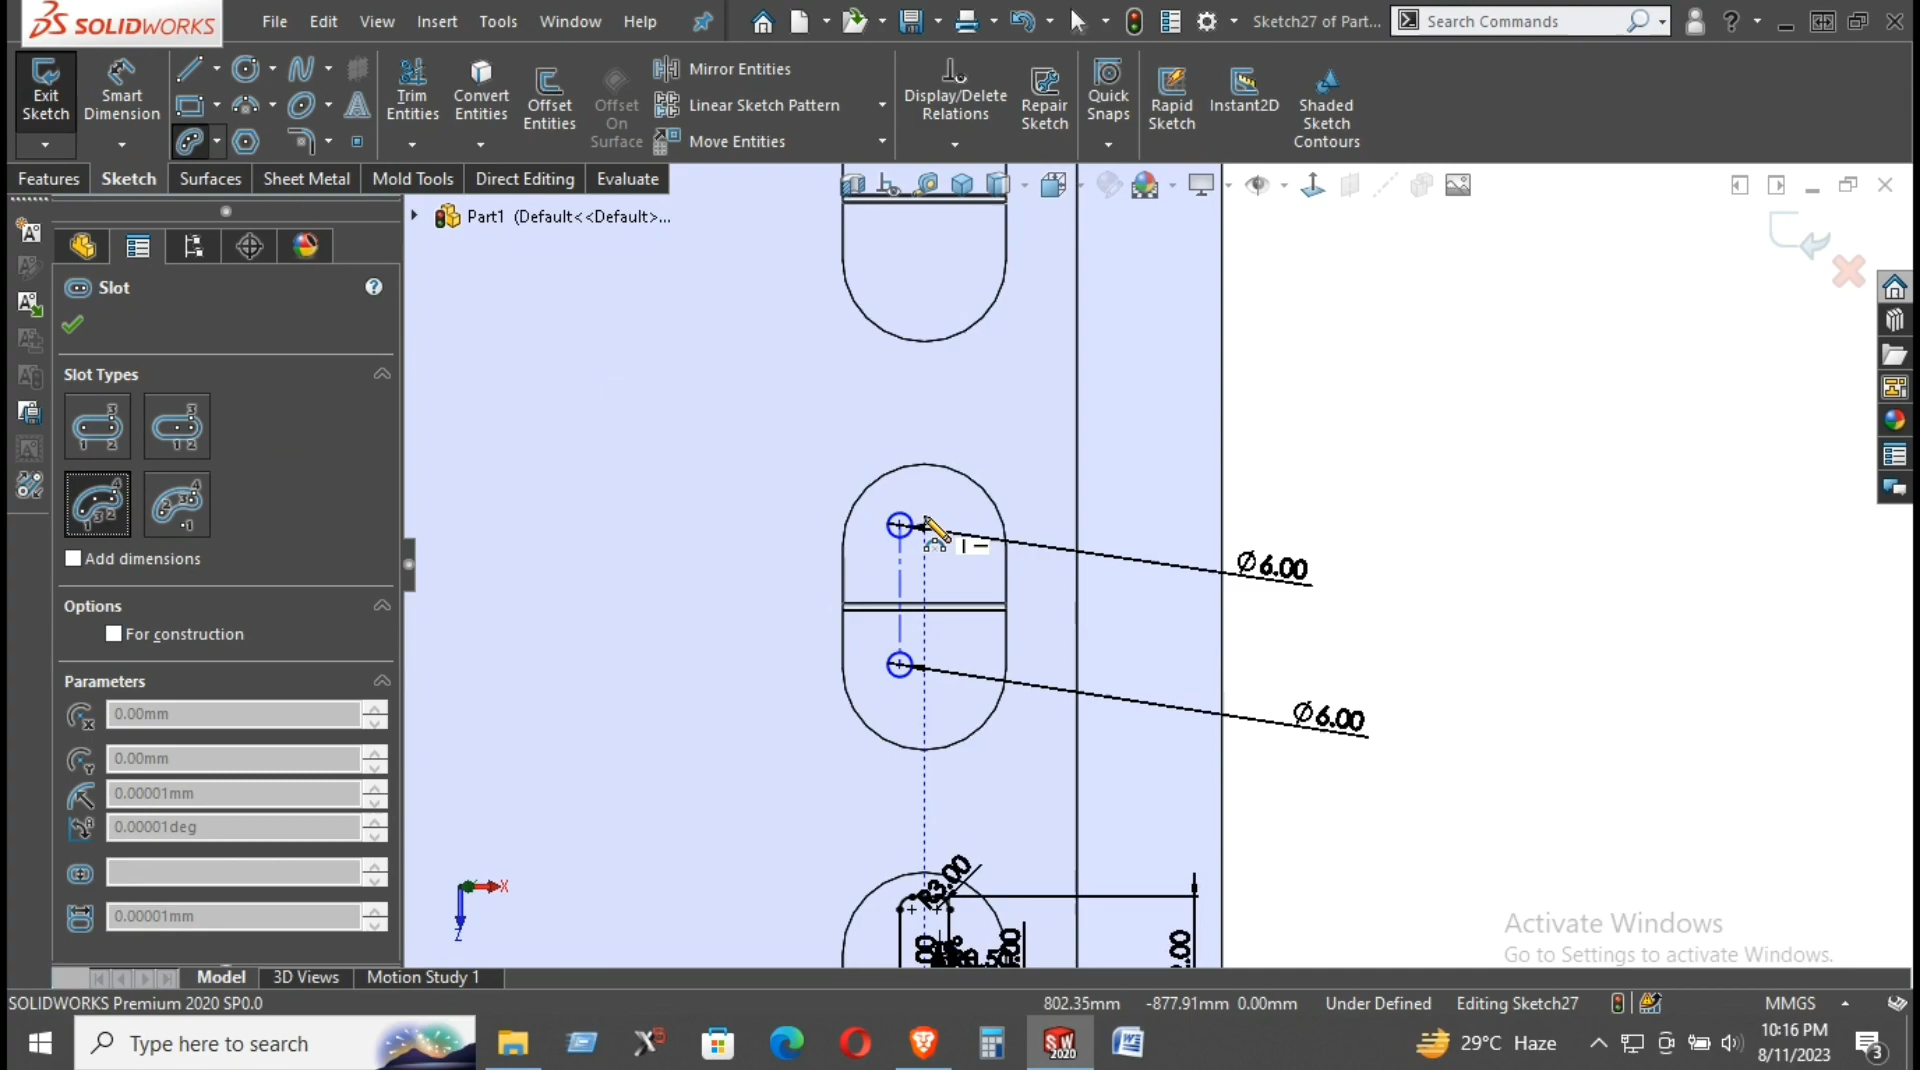 SOLIDWORKS File Edit View Insert Tools Window Help Sketch27 of Part... Search Commands
Exit Sketch
Smart Dimension
Trim Entities
Convert Entities
Offset Entities
Offset On Surface
Mirror Entities
Linear Sketch Pattern
Move Entities
Display/Delete Relations
Repair Sketch
Quick Snaps
Rapid Sketch
Instant2D
Shaded Sketch Contours
Features Sketch Surfaces Sheet Metal Mold Tools Direct Editing Evaluate
Part1 (Default<<Default>...
Slot
Slot Types
Add dimensions
Options
For construction
Parameters
0.00mm
0.00mm
0.00001mm
0.00001deg
0.00001mm
Ø6.00
Ø6.00
R3.00
X
Z
Activate Windows
Go to Settings to activate Windows.
Model 3D Views Motion Study 1
SOLIDWORKS Premium 2020 SP0.0 802.35mm -877.91mm 0.00mm Under Defined Editing Sketch27 MMGS
Type here to search
29°C Haze
10:16 PM
8/11/2023
3